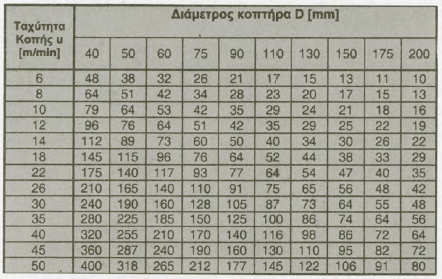 Ταχύτητα Κοπής u [m/min] Διάμετρος κοπτήρα D [mm]
40 50 60 75 90 110 130 150 175 200
6 48 38 32 26 21 17 15 13 11 10
8 64 51 42 34 28 23 20 17 15 13
10 79 64 53 42 35 29 24 21 18 16
12 96 76 64 51 42 35 29 25 22 19
14 112 89 73 60 50 40 34 30 26 22
18 145 115 96 76 64 52 44 38 33 29
22 175 140 117 93 77 64 54 47 40 35
26 210 165 140 110 91 75 65 56 48 42
30 240 190 160 128 105 87 73 64 55 48
35 280 225 185 150 125 100 86 74 64 56
40 320 255 210 170 140 116 98 86 72 64
45 360 287 240 190 160 130 110 95 82 72
50 400 318 265 212 177 145 122 106 91 80